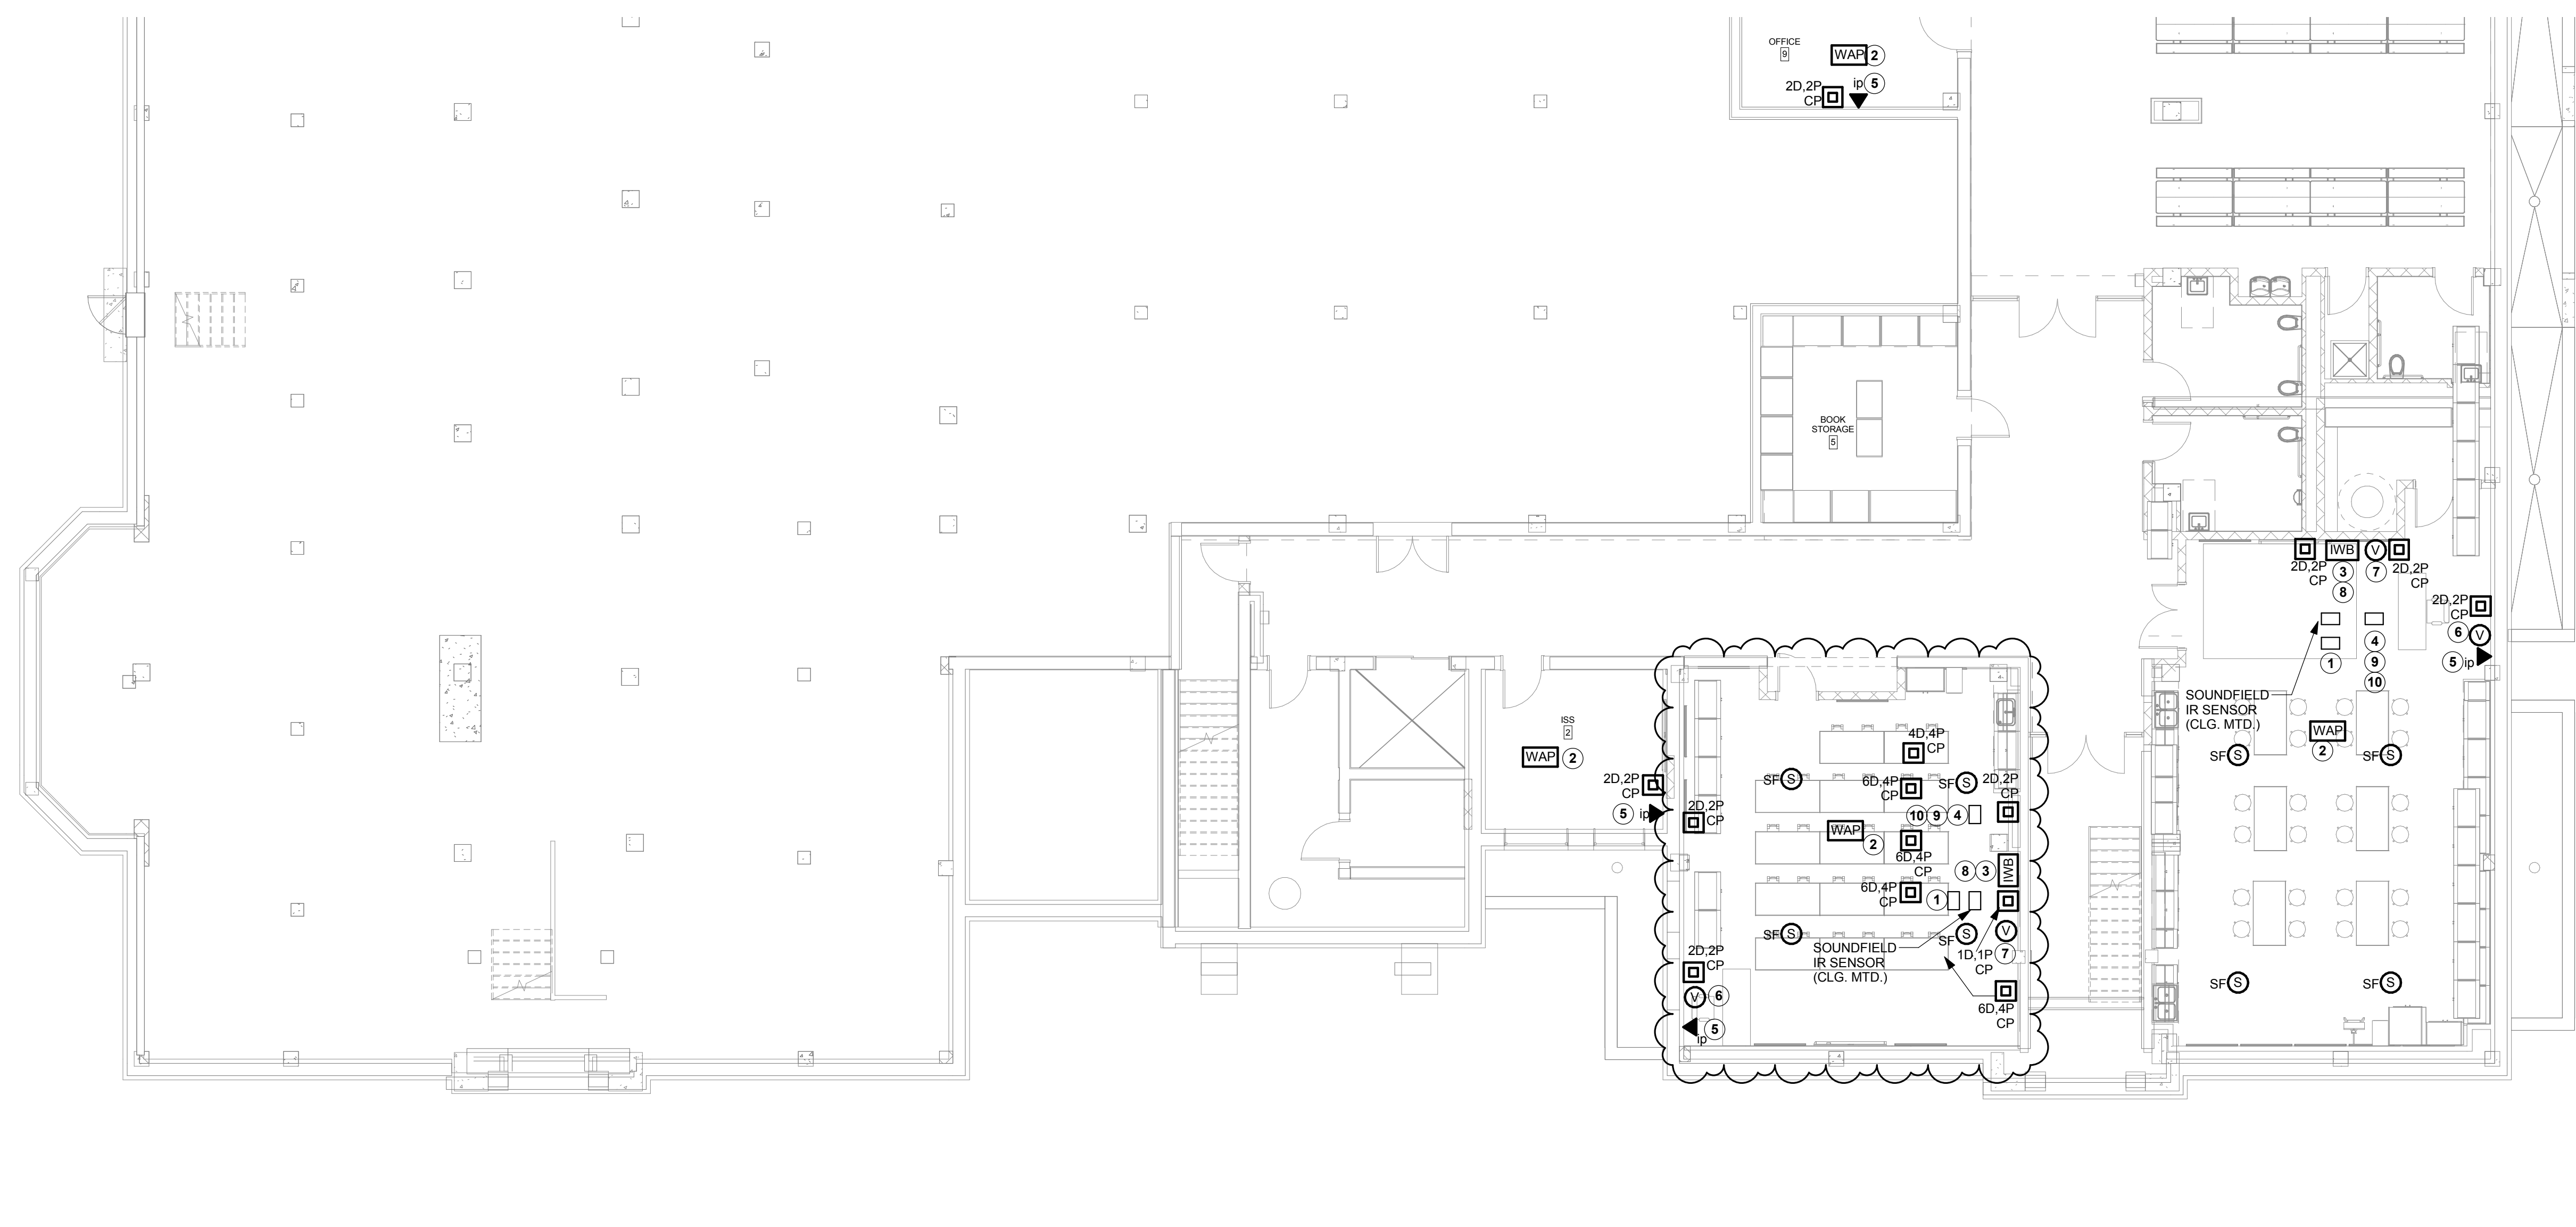 OFFICE
9
WAP 2
ip 5
2D,2P
CP
BOOK
STORAGE
5
IWB V
2D,2P
CP
3
8
7
2D,2P
CP
2D,2P
CP
6 V
5 ip
4
9
10
1
SOUNDFIELD
IR SENSOR
(CLG. MTD.)
WAP
2
SF S
SF S
SF S
SF S
ISS
2
WAP 2
2D,2P
CP
5 ip
2D,2P
CP
4D,4P
CP
SF S
6D,4P
CP
SF S
2D,2P
CP
10 9 4
WAP
2
6D,4P
CP
8 3
IWB
6D,4P
CP
1
SF S
SF S
V
7
SOUNDFIELD
IR SENSOR
(CLG. MTD.)
1D,1P
CP
2D,2P
CP
V 6
5
ip
6D,4P
CP